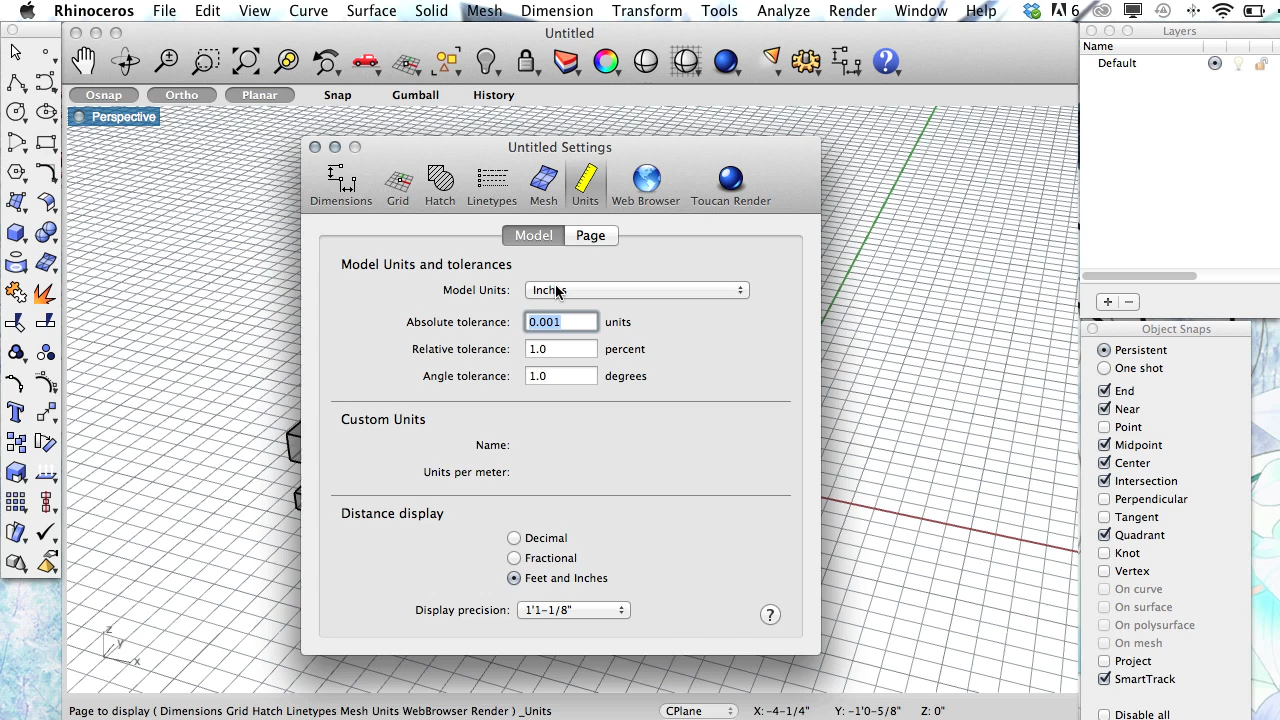 Rhinoceros File Edit View Curve Surface Solid Mesh Dimension Transformation Tools Analyze Render Window Help 6
Untitled
Osnap Ortho Planar Snap Gumball History
Perspective
Layers
Name
Default
Untitled Settings
Dimensions Grid Hatch Linetypes Mesh Units Web Browser Toucan Render
Model Page
Model Units and tolerances
Model Units: Inches
Absolute tolerance: 0.001 units
Relative tolerance: 1.0 percent
Angle tolerance: 1.0 degrees
Custom Units
Name:
Units per meter:
Distance display
Decimal
Fractional
Feet and Inches
Display precision: 1'1-1/8"
?
Object Snaps
Persistent
One shot
End
Near
Point
Midpoint
Center
Intersection
Perpendicular
Tangent
Quadrant
Knot
Vertex
On curve
On surface
On polysurface
On mesh
Project
SmartTrack
Disable all
z
y
x
Page to display ( Dimensions Grid Hatch Linetypes Mesh Units WebBrowser Render ) _Units CPlane X: -4-1/4" Y: -1'0-5/8" Z: 0"